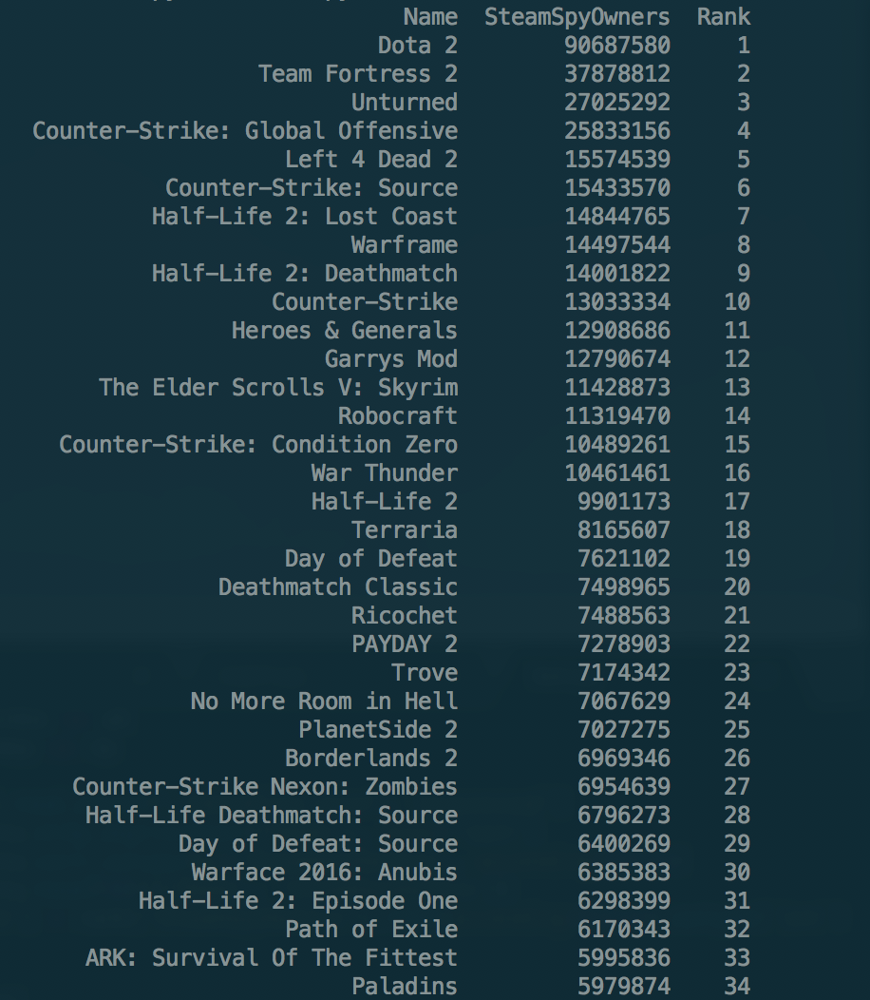 Name SteamSpyOwners Rank
Dota 2 90687580 1
Team Fortress 2 37878812 2
Unturned 27025292 3
Counter-Strike: Global Offensive 25833156 4
Left 4 Dead 2 15574539 5
Counter-Strike: Source 15433570 6
Half-Life 2: Lost Coast 14844765 7
Warframe 14497544 8
Half-Life 2: Deathmatch 14001822 9
Counter-Strike 13033334 10
Heroes & Generals 12908686 11
Garrys Mod 12790674 12
The Elder Scrolls V: Skyrim 11428873 13
Robocraft 11319470 14
Counter-Strike: Condition Zero 10489261 15
War Thunder 10461461 16
Half-Life 2 9901173 17
Terraria 8165607 18
Day of Defeat 7621102 19
Deathmatch Classic 7498965 20
Ricochet 7488563 21
PAYDAY 2 7278903 22
Trove 7174342 23
No More Room in Hell 7067629 24
PlanetSide 2 7027275 25
Borderlands 2 6969346 26
Counter-Strike Nexon: Zombies 6954639 27
Half-Life Deathmatch: Source 6796273 28
Day of Defeat: Source 6400269 29
Warface 2016: Anubis 6385383 30
Half-Life 2: Episode One 6298399 31
Path of Exile 6170343 32
ARK: Survival Of The Fittest 5995836 33
Paladins 5979874 34